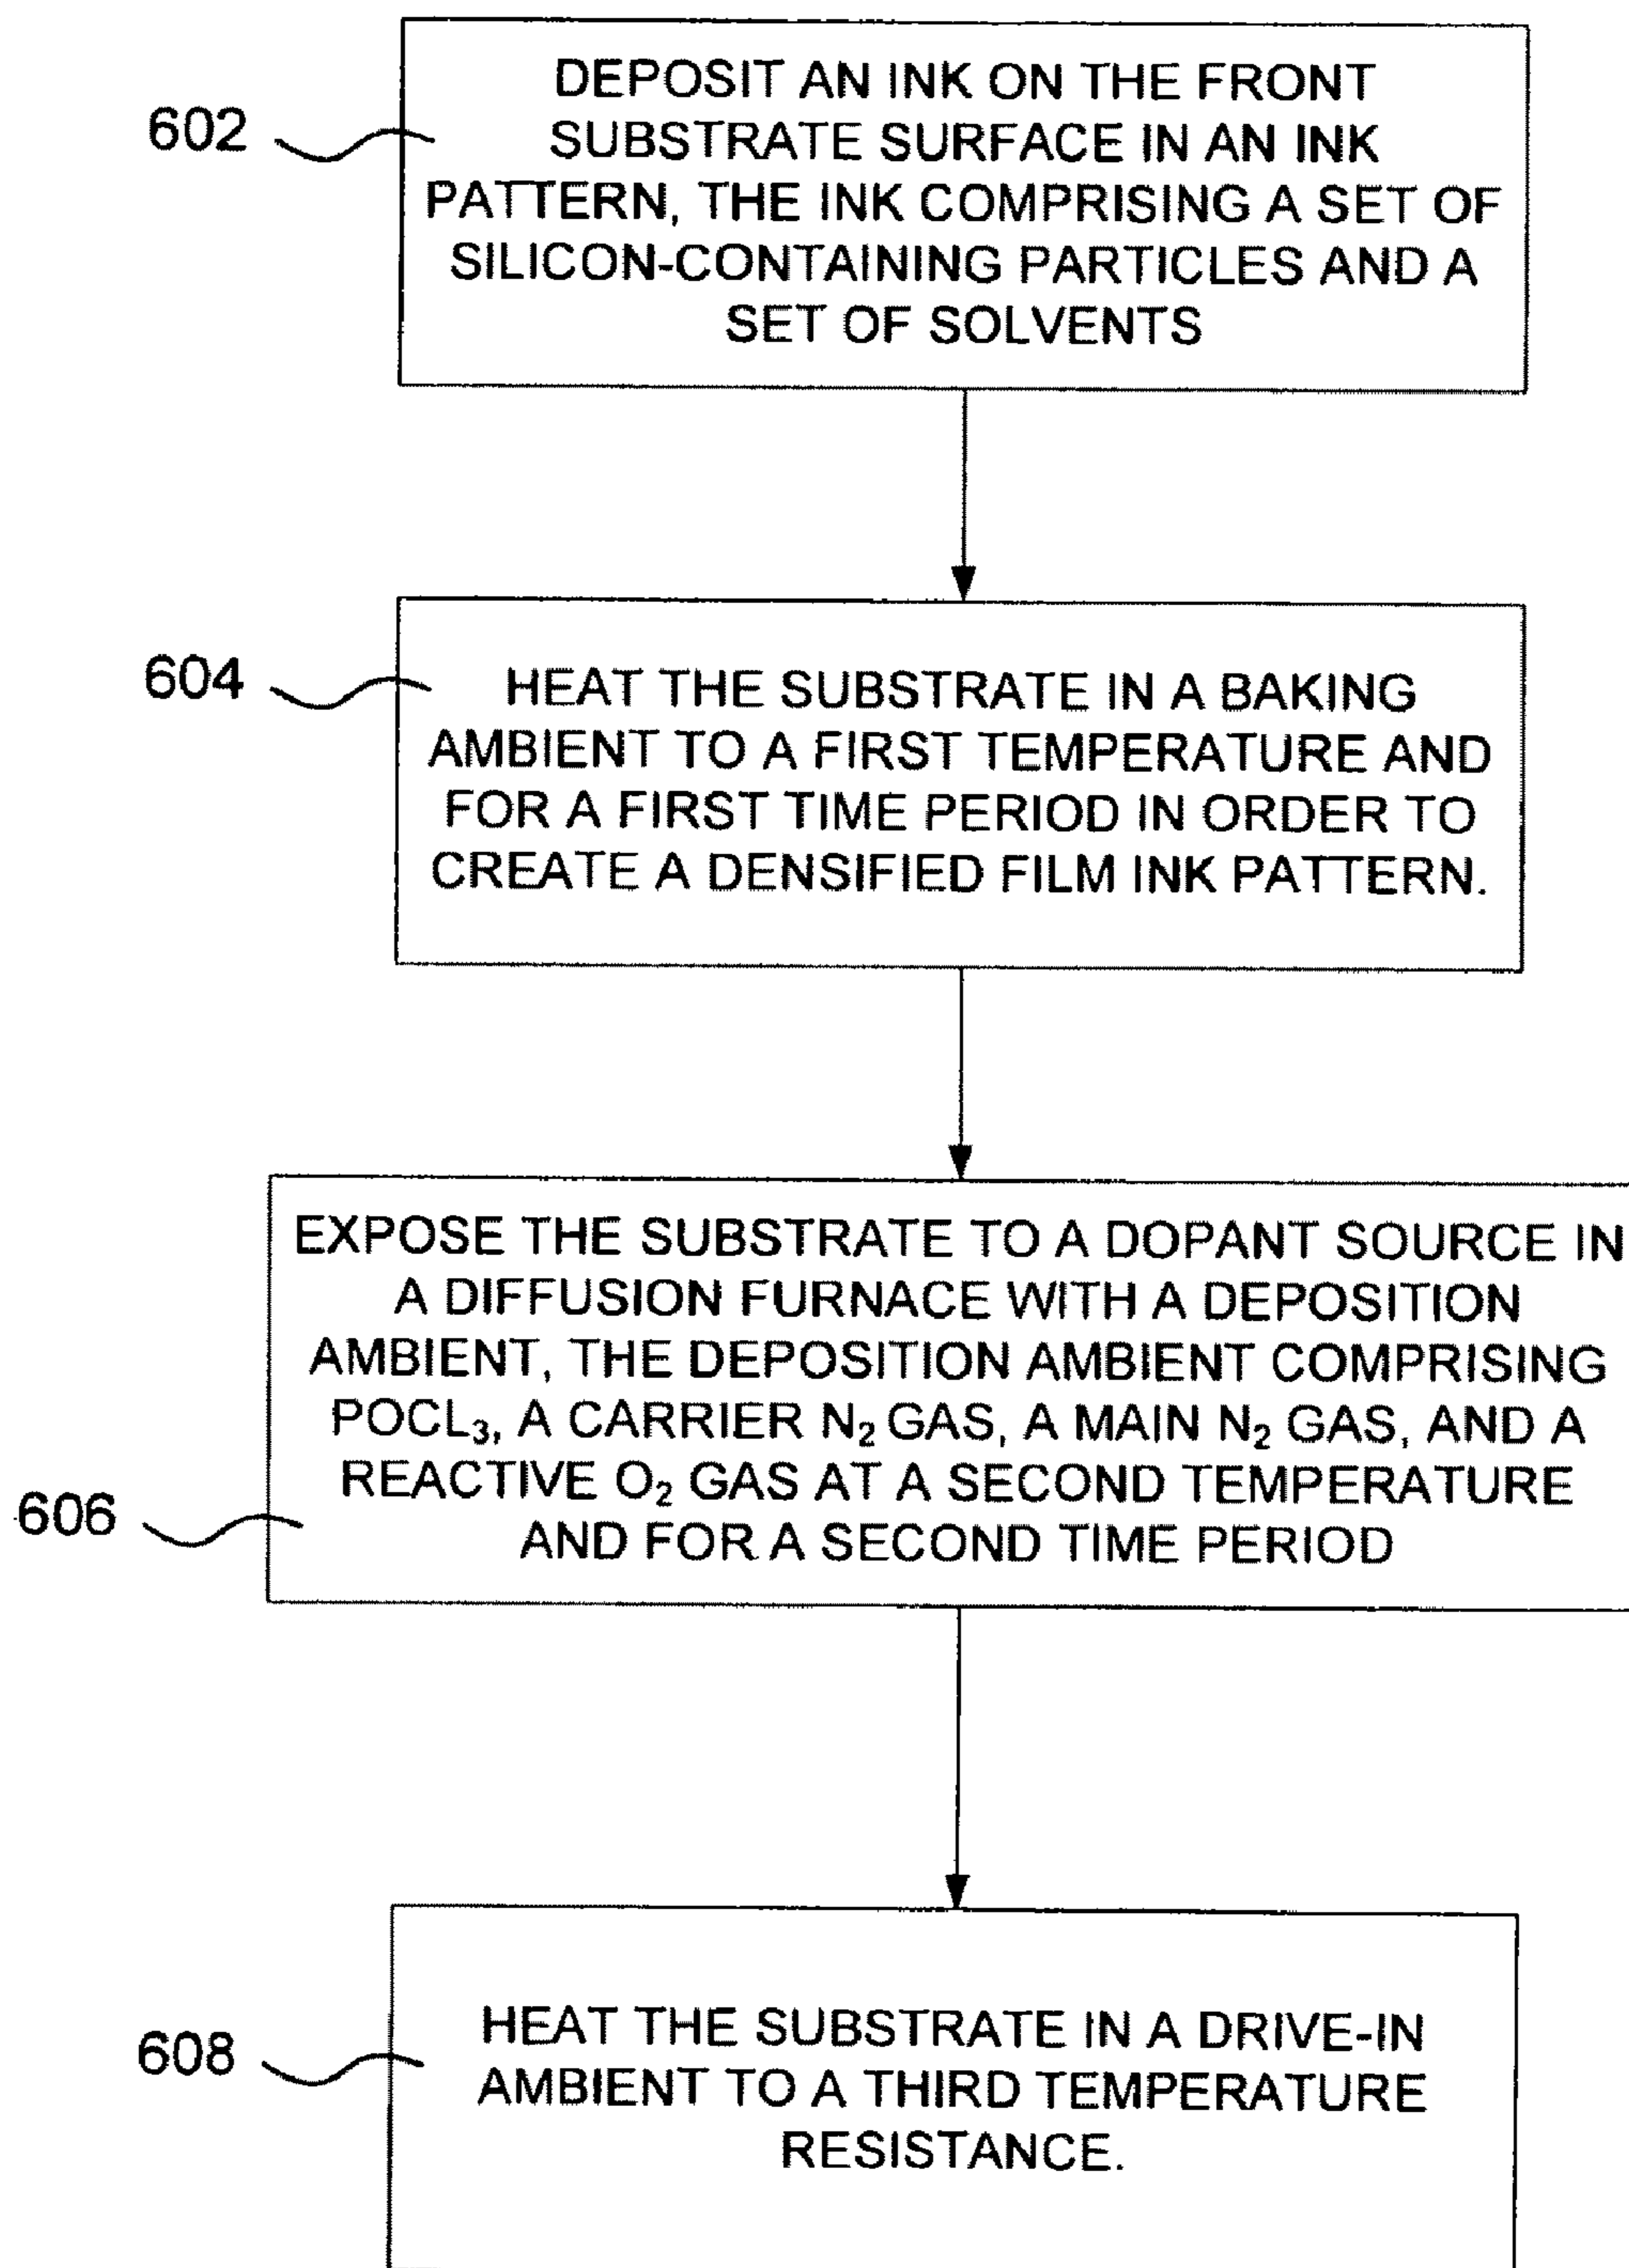 602
DEPOSIT AN INK ON THE FRONT
SUBSTRATE SURFACE IN AN INK
PATTERN, THE INK COMPRISING A SET OF
SILICON-CONTAINING PARTICLES AND A
SET OF SOLVENTS
604
HEAT THE SUBSTRATE IN A BAKING
AMBIENT TO A FIRST TEMPERATURE AND
FOR A FIRST TIME PERIOD IN ORDER TO
CREATE A DENSIFIED FILM INK PATTERN.
606
EXPOSE THE SUBSTRATE TO A DOPANT SOURCE IN
A DIFFUSION FURNACE WITH A DEPOSITION
AMBIENT, THE DEPOSITION AMBIENT COMPRISING
POCL₃, A CARRIER N₂ GAS, A MAIN N₂ GAS, AND A
REACTIVE O₂ GAS AT A SECOND TEMPERATURE
AND FOR A SECOND TIME PERIOD
608
HEAT THE SUBSTRATE IN A DRIVE-IN
AMBIENT TO A THIRD TEMPERATURE
RESISTANCE.